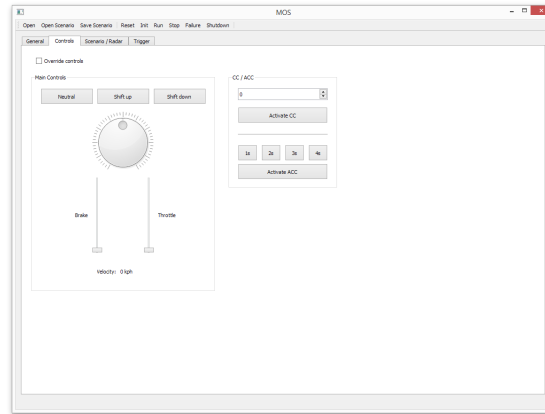 MOS
Open Open Scenario Save Scenario Reset Init Run Stop Failure Shutdown
General Controls Scenario / Radar Trigger
Override controls
Main Controls
Neutral Shift up Shift down
Brake Throttle
Velocity: 0 kph
CC / ACC
0
Activate CC
1s 2s 3s 4s
Activate ACC